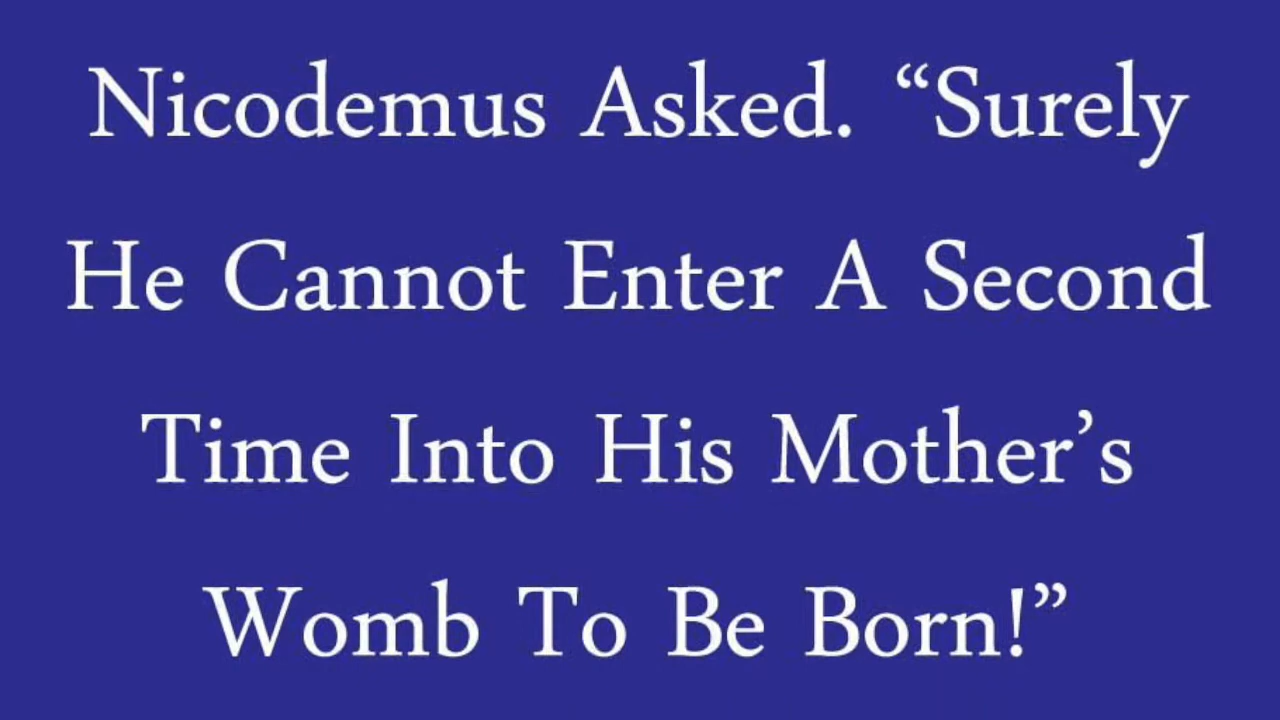 Nicodemus Asked. “Surely
He Cannot Enter A Second
Time Into His Mother’s
Womb To Be Born!”